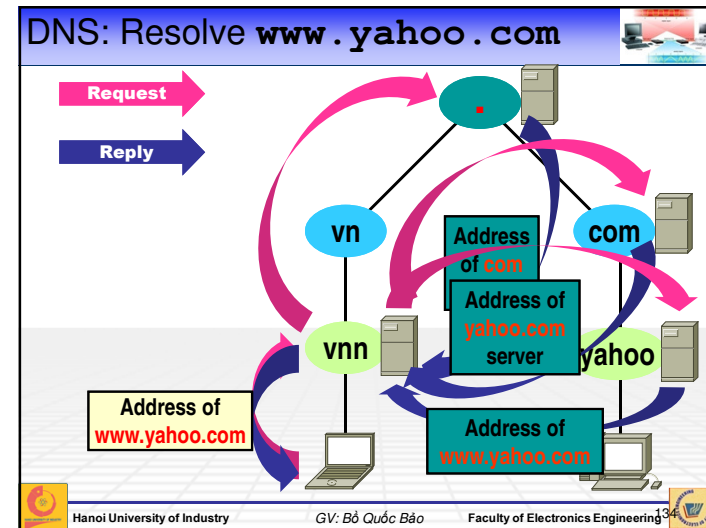 DNS: Resolve www.yahoo.com
Request
Reply
.
vn
com
Address
of com
Address of
yahoo.com
server
vnn
yahoo
Address of
www.yahoo.com
Address of
www.yahoo.com
Hanoi University of Industry
GV: Bồ Quốc Bảo
Faculty of Electronics Engineering
134